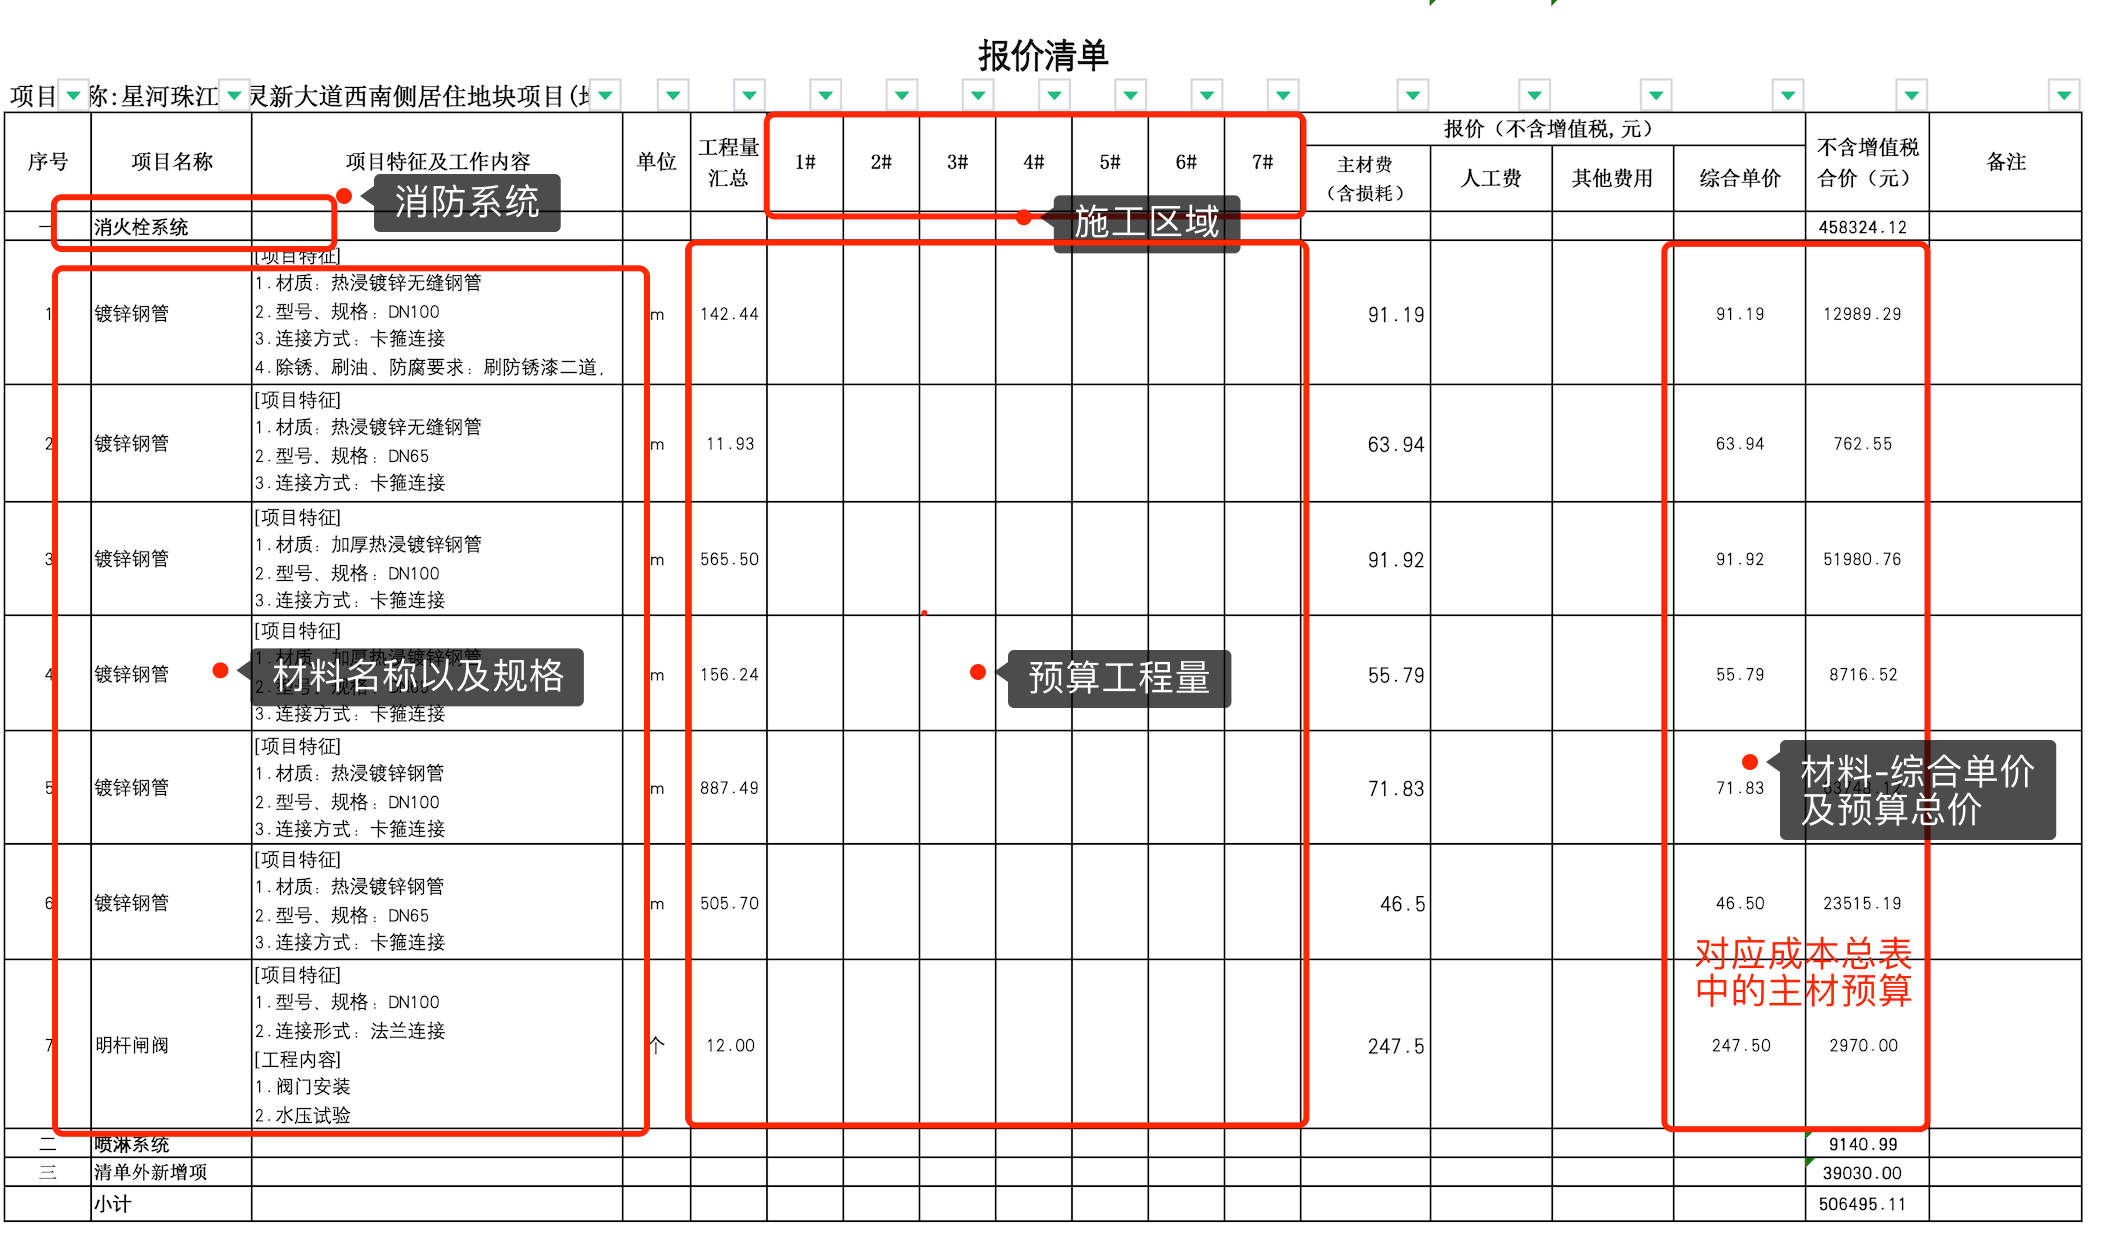 报价清单
项目 称:星河珠江 灵新大道西南侧居住地块项目(
序号 项目名称 项目特征及工作内容 单位 工程量汇总 1# 2# 3# 4# 5# 6# 7# 报价（不含增值税,元） 不含增值税合价（元） 备注
主材费（含损耗） 人工费 其他费用 综合单价
消防系统
施工区域
一 消火栓系统 458324.12
[项目特征]
1.材质：热浸镀锌无缝钢管
2.型号、规格：DN100
3.连接方式：卡箍连接
4.除锈、刷油、防腐要求：刷防锈漆二道,
1 镀锌钢管 m 142.44 91.19 91.19 12989.29
[项目特征]
1.材质：热浸镀锌无缝钢管
2.型号、规格：DN65
3.连接方式：卡箍连接
2 镀锌钢管 m 11.93 63.94 63.94 762.55
[项目特征]
1.材质：加厚热浸镀锌钢管
2.型号、规格：DN100
3.连接方式：卡箍连接
3 镀锌钢管 m 565.50 91.92 91.92 51980.76
[项目特征]
1.材质：加厚热浸镀锌钢管
2.型号、规格：DN65
3.连接方式：卡箍连接
4 镀锌钢管 m 156.24 55.79 55.79 8716.52
材料名称以及规格
预算工程量
[项目特征]
1.材质：热浸镀锌钢管
2.型号、规格：DN100
3.连接方式：卡箍连接
5 镀锌钢管 m 887.49 71.83 71.83
材料-综合单价
及预算总价
[项目特征]
1.材质：热浸镀锌钢管
2.型号、规格：DN65
3.连接方式：卡箍连接
6 镀锌钢管 m 505.70 46.5 46.50 23515.19
对应成本总表
中的主材预算
[项目特征]
1.型号、规格：DN100
2.连接形式：法兰连接
[工程内容]
1.阀门安装
2.水压试验
7 明杆闸阀 个 12.00 247.5 247.50 2970.00
二 喷淋系统 9140.99
三 清单外新增项 39030.00
小计 506495.11